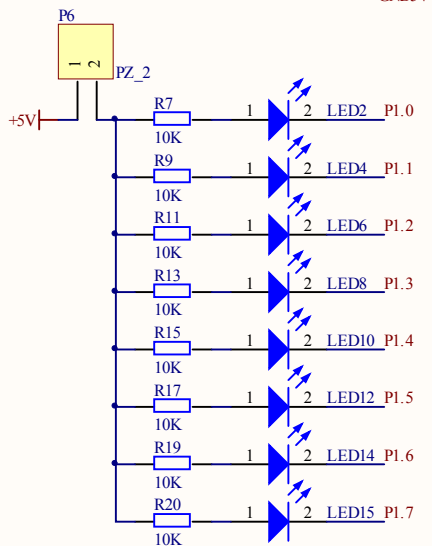 P6
1 2
PZ_2
+5V
R7 1 2 LED2 P1.0
10K
R9 1 2 LED4 P1.1
10K
R11 1 2 LED6 P1.2
10K
R13 1 2 LED8 P1.3
10K
R15 1 2 LED10 P1.4
10K
R17 1 2 LED12 P1.5
10K
R19 1 2 LED14 P1.6
10K
R20 1 2 LED15 P1.7
10K